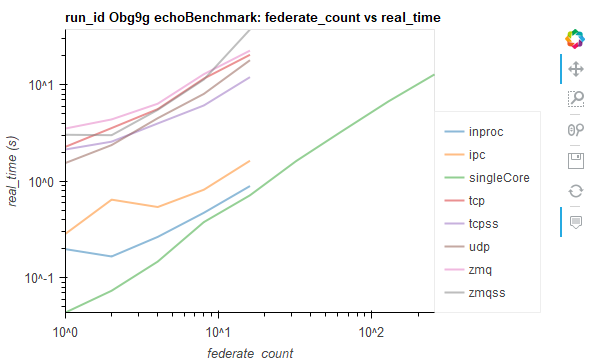 run_id Obg9g echoBenchmark: federate_count vs real_time
real_time (s)
10^1
10^0
10^-1
10^0
10^1
10^2
federate_count
inproc
ipc
singleCore
tcp
tcpss
udp
zmq
zmqss